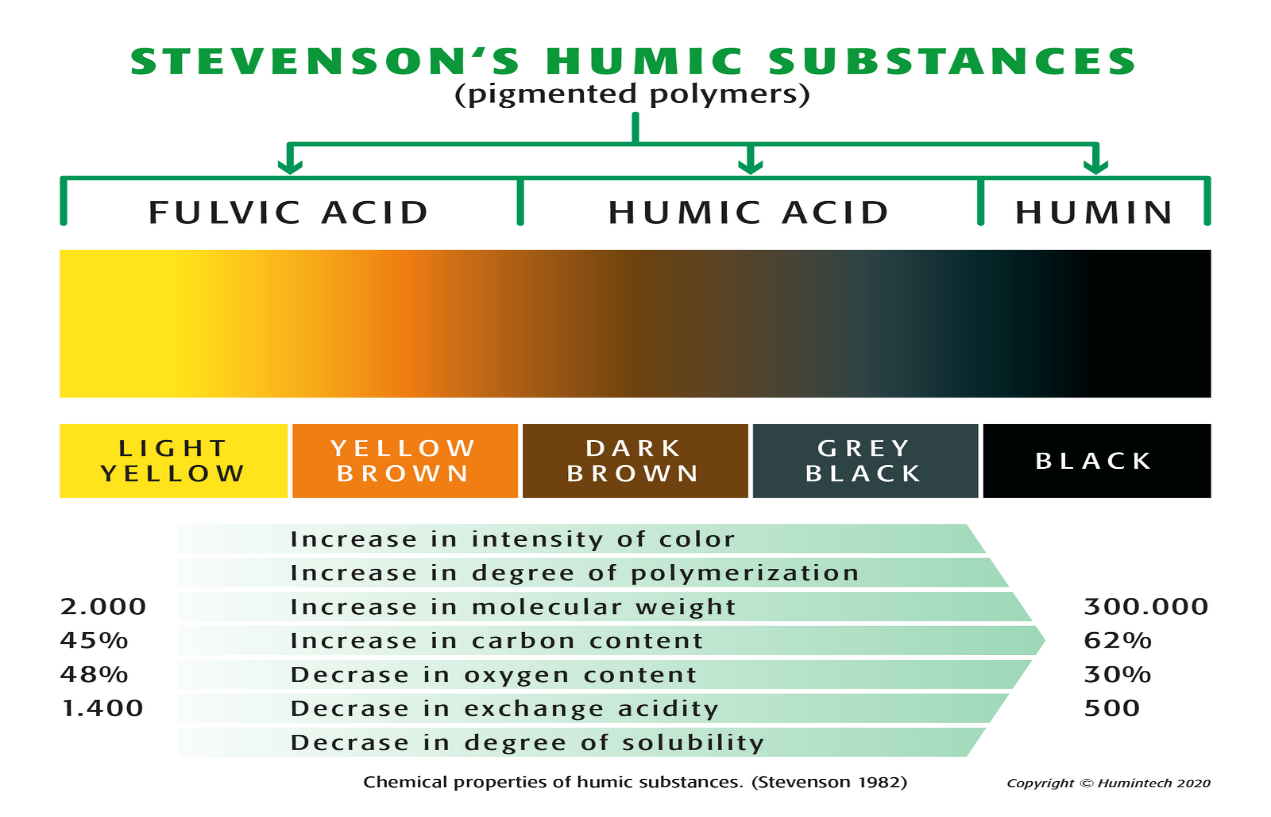 STEVENSON‘S HUMIC SUBSTANCES
(pigmented polymers)
FULVIC ACID
HUMIC ACID
HUMIN
LIGHT
YELLOW
YELLOW
BROWN
DARK
BROWN
GREY
BLACK
BLACK
Increase in intensity of color
Increase in degree of polymerization
2.000 Increase in molecular weight 300.000
45% Increase in carbon content 62%
48% Decrase in oxygen content 30%
1.400 Decrase in exchange acidity 500
Decrase in degree of solubility
Chemical properties of humic substances. (Stevenson 1982)
Copyright © Humintech 2020